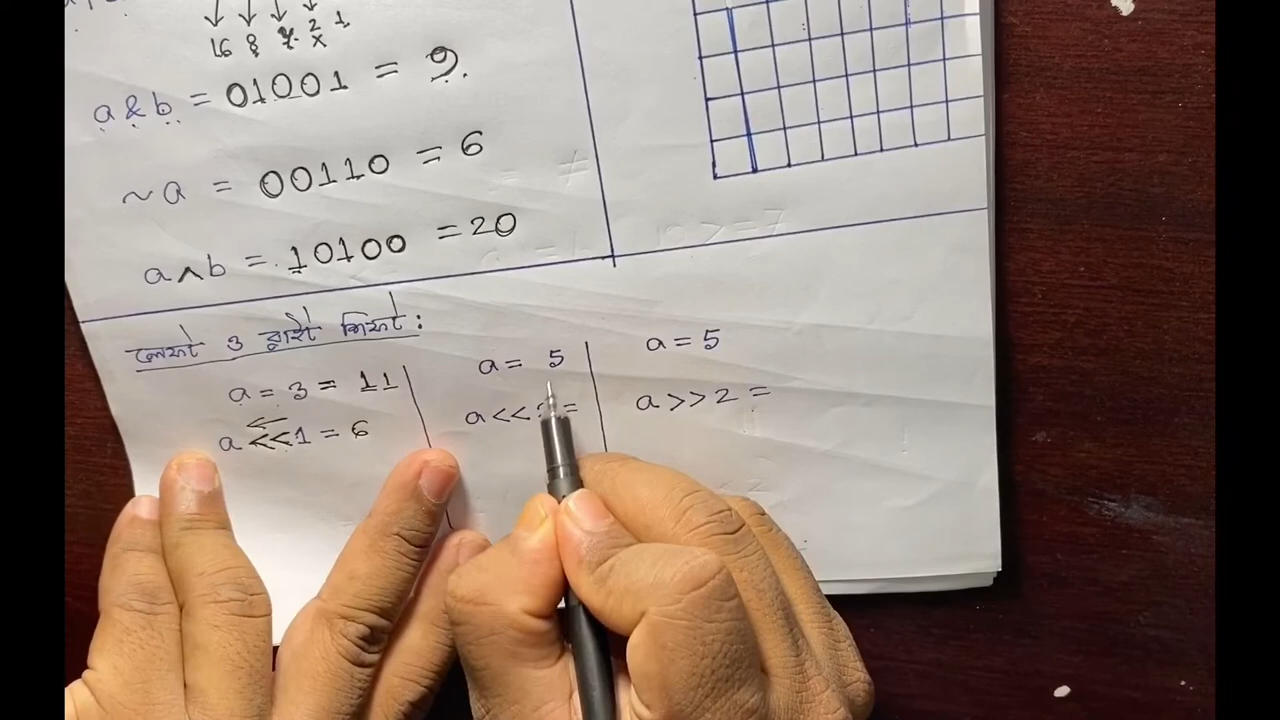 16 8 4 2 1
a & b = 01001 = 9.
~a = 00110 = 6
a ^ b = 10100 = 20
লেফট ও রাইট শিফট:
a = 3 = 11
a << 1 = 6
a = 5
a <<
=
a = 5
a >> 2 =